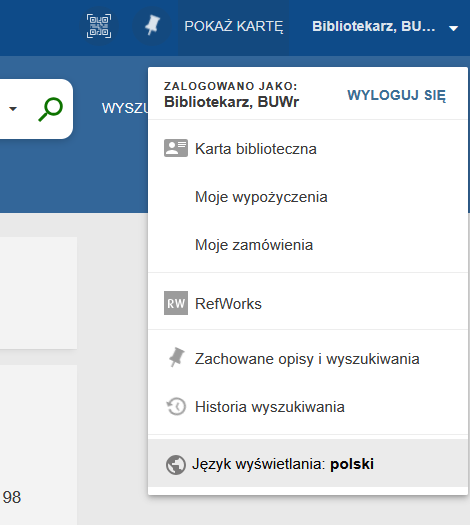 POKAŻ KARTĘ
Bibliotekarz, BU...
ZALOGOWANO JAKO:
Bibliotekarz, BUWr
WYLOGUJ SIĘ
Karta biblioteczna
Moje wypożyczenia
Moje zamówienia
RW RefWorks
Zachowane opisy i wyszukiwania
Historia wyszukiwania
Język wyświetlania: polski
WYSZU
98